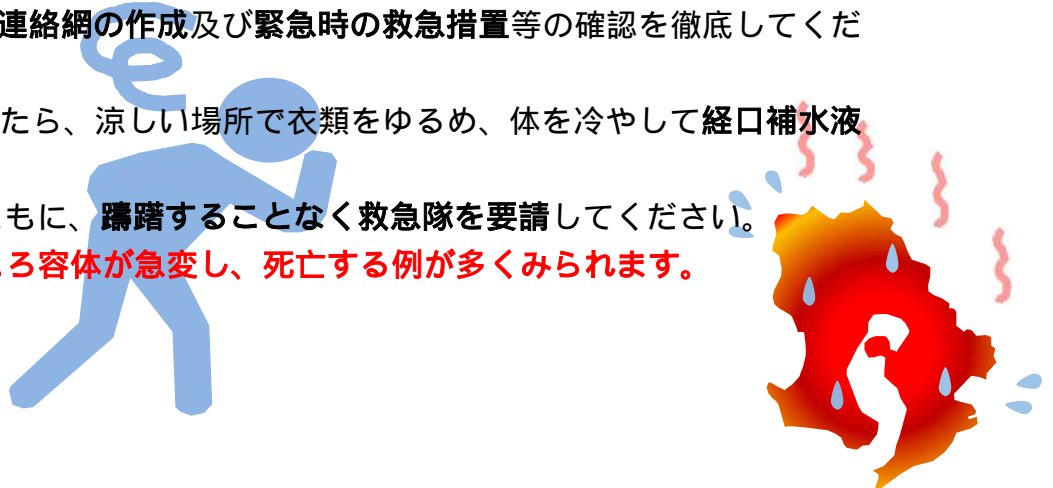 連絡網の作成及び緊急時の救急措置等の確認を徹底してくだ
たら、涼しい場所で衣類をゆるめ、体を冷やして経口補水液
もに、躊躇することなく救急隊を要請してください。
ろ容体が急変し、死亡する例が多くみられます。